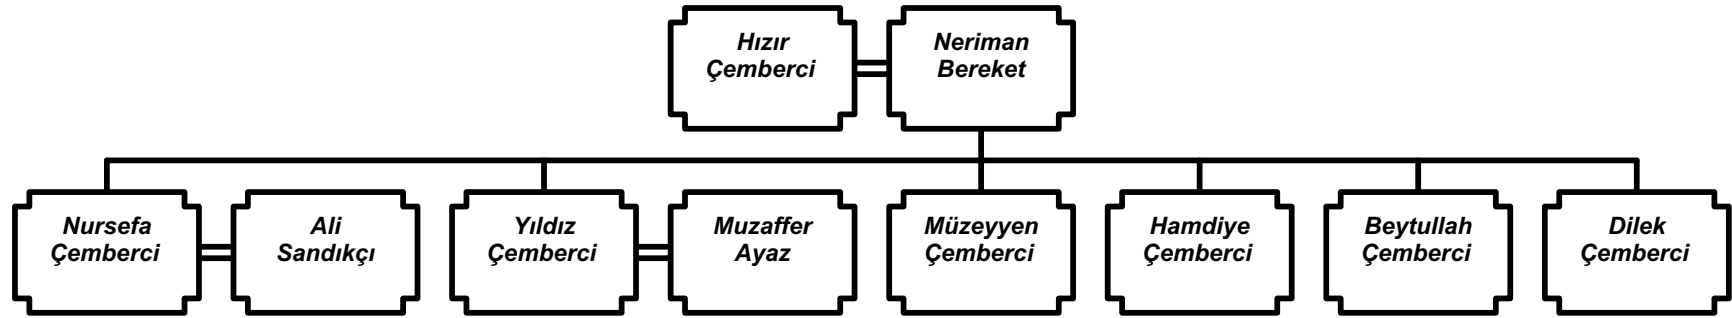 Hızır
Çemberci
Neriman
Bereket
Nursefa
Çemberci
Ali
Sandıkçı
Yıldız
Çemberci
Muzaffer
Ayaz
Müzeyyen
Çemberci
Hamdiye
Çemberci
Beytullah
Çemberci
Dilek
Çemberci